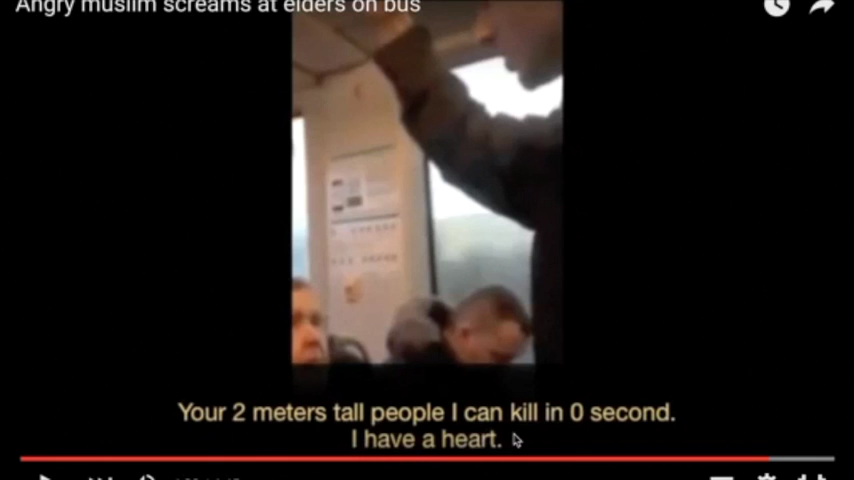 Angry muslim screams at elders on bus
Your 2 meters tall people I can kill in 0 second.
I have a heart.